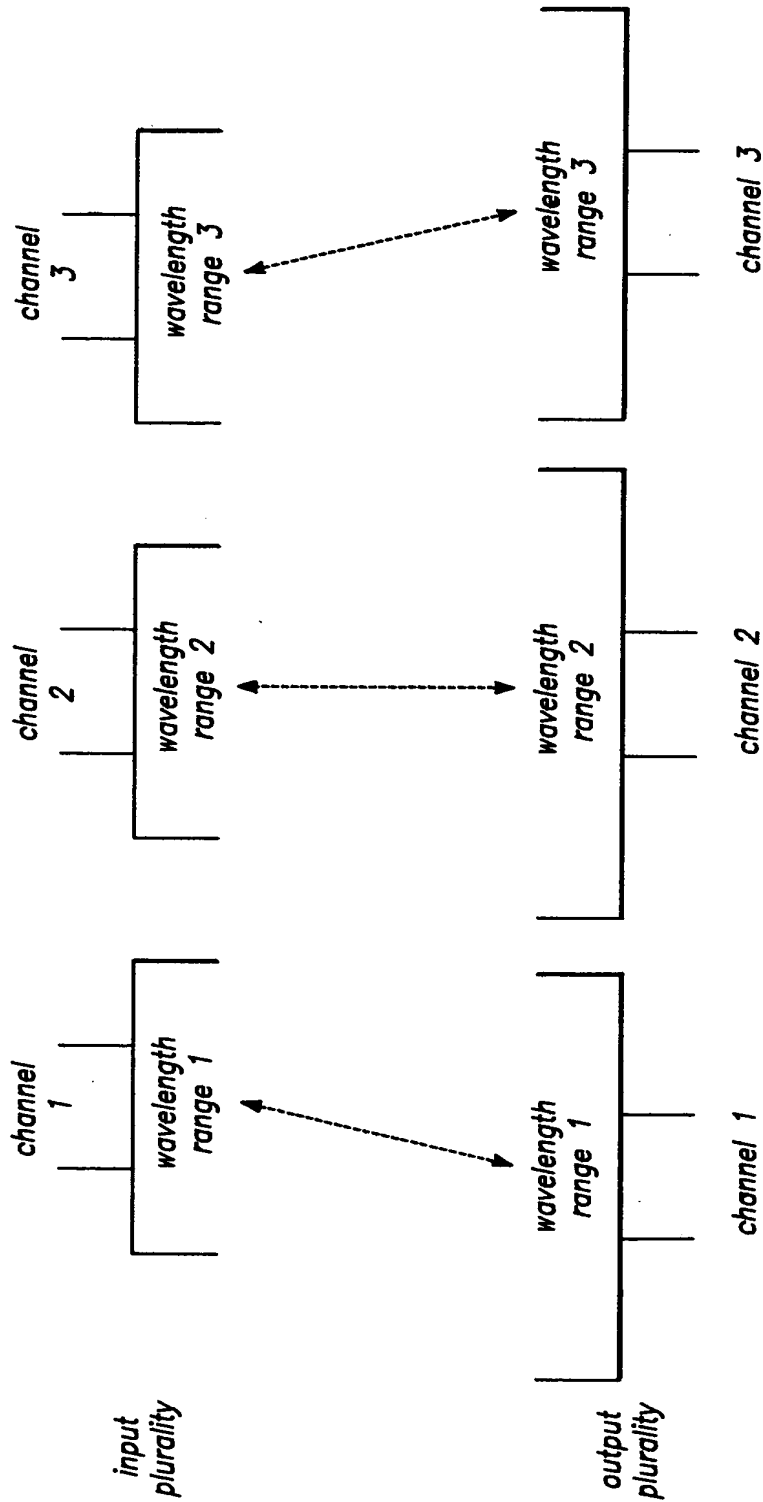 input
plurality
channel
1
wavelength
range 1
channel
2
wavelength
range 2
channel
3
wavelength
range 3
output
plurality
wavelength
range 1
channel 1
wavelength
range 2
channel 2
wavelength
range 3
channel 3